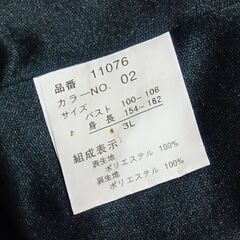 品番 11076
カラーNO. 02
サイズ
バスト 100～108
身長 154～162
3L
組成表示
表生地
ポリエステル 100%
裏生地
ポリエステル 100%